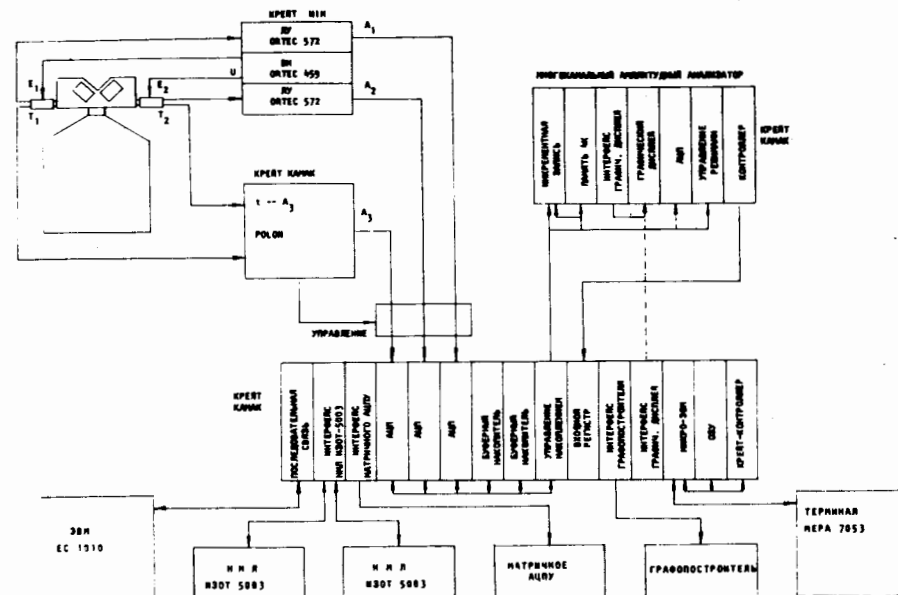 КРЕЙТ NIM
ЛУ
ORTEC 572
ВИ
ORTEC 459
ЛУ
ORTEC 572
A1
A2
E1
E2
U
T1
T2
КРЕЙТ КАМАК
t -- A3
POLON
A3
УПРАВЛЕНИЕ
МНОГОКАНАЛЬНЫЙ АМПЛИТУДНЫЙ АНАЛИЗАТОР
ИНКРЕМЕНТНАЯ
ЗАПИСЬ
ПАМЯТЬ 4К
ИНТЕРФЕЙС
ГРАФИЧ. ДИСПЛЕЯ
ГРАФИЧЕСКИЙ
ДИСПЛЕЙ
АЦП
УПРАВЛЕНИЕ
РЕЖИМАМИ
КОНТРОЛЛЕР
КРЕЙТ
КАМАК
КРЕЙТ
КАМАК
ПОСЛЕДОВАТЕЛЬНАЯ
СВЯЗЬ
ИНТЕРФЕЙС
НМЛ ИЗОТ-5003
ИНТЕРФЕЙС
МАТРИЧНОГО АЦПУ
АЦП
АЦП
АЦП
БУФЕРНЫЙ
НАКОПИТЕЛЬ
БУФЕРНЫЙ
НАКОПИТЕЛЬ
УПРАВЛЕНИЕ
НАКОПЛЕНИЕМ
ВХОДНОЙ
РЕГИСТР
ИНТЕРФЕЙС
ГРАФОПОСТРОИТЕЛЯ
ИНТЕРФЕЙС
ГРАФИЧ. ДИСПЛЕЯ
МИКРО-ЭВМ
ОЗУ
КРЕЙТ-КОНТРОЛЛЕР
ЭВМ
ЕС 1010
НМЛ
ИЗОТ 5003
НМЛ
ИЗОТ 5003
МАТРИЧНОЕ
АЦПУ
ГРАФОПОСТРОИТЕЛЬ
ТЕРМИНАЛ
МЕРА 7053